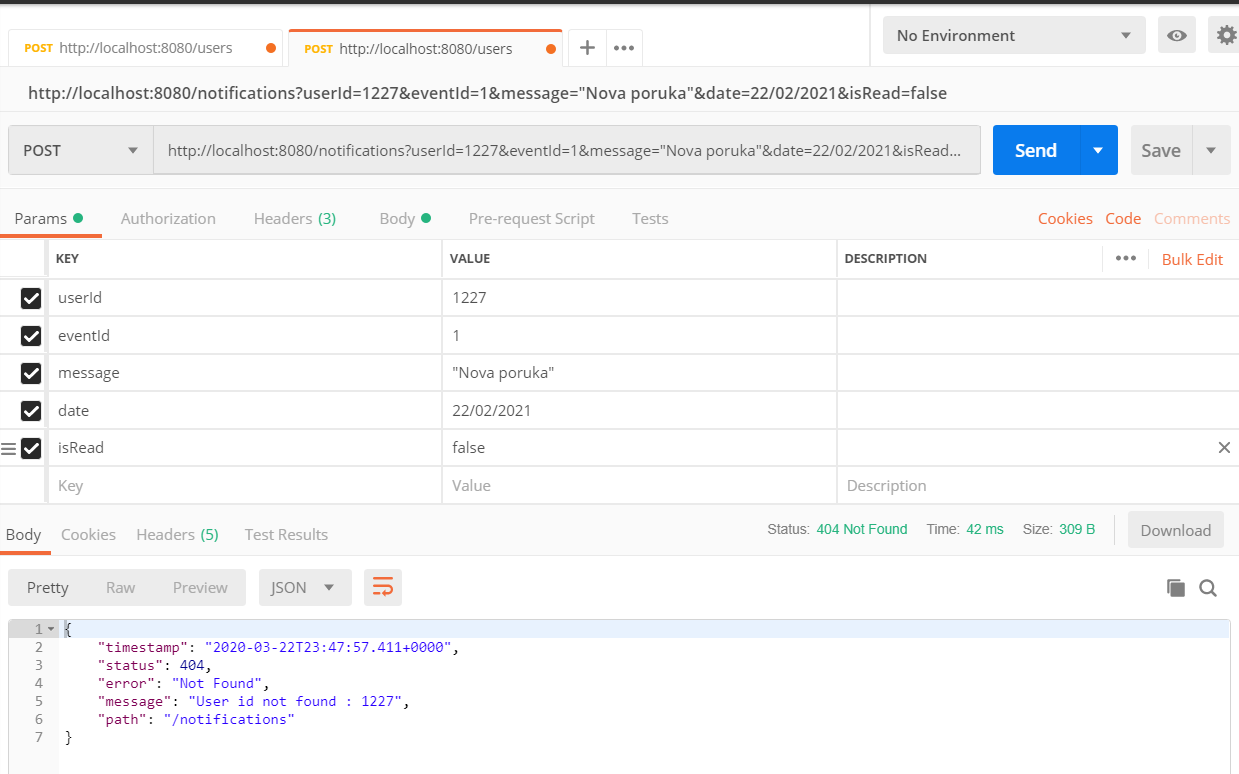 POST http://localhost:8080/users POST http://localhost:8080/users No Environment
http://localhost:8080/notifications?userId=1227&eventId=1&message="Nova poruka"&date=22/02/2021&isRead=false
POST http://localhost:8080/notifications?userId=1227&eventId=1&message="Nova poruka"&date=22/02/2021&isRead... Send Save
Params Authorization Headers (3) Body Pre-request Script Tests Cookies Code Comments
KEY VALUE DESCRIPTION Bulk Edit
userId 1227
eventId 1
message "Nova poruka"
date 22/02/2021
isRead false
Key Value Description
Body Cookies Headers (5) Test Results Status: 404 Not Found Time: 42 ms Size: 309 B Download
Pretty Raw Preview JSON
1 {
2 "timestamp": "2020-03-22T23:47:57.411+0000",
3 "status": 404,
4 "error": "Not Found",
5 "message": "User id not found : 1227",
6 "path": "/notifications"
7 }